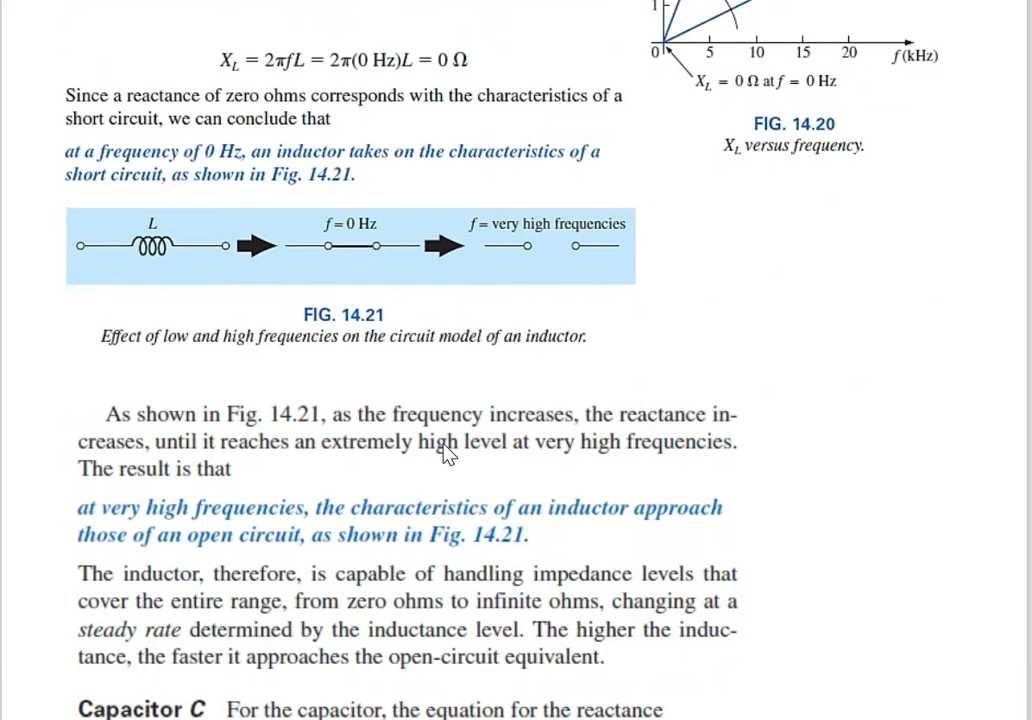 1
0 5 10 15 20 f (kHz)
X_L = 0 Ω at f = 0 Hz
FIG. 14.20
X_L versus frequency.
X_L = 2πfL = 2π(0 Hz)L = 0 Ω
Since a reactance of zero ohms corresponds with the characteristics of a
short circuit, we can conclude that
at a frequency of 0 Hz, an inductor takes on the characteristics of a
short circuit, as shown in Fig. 14.21.
L
f = 0 Hz
f = very high frequencies
FIG. 14.21
Effect of low and high frequencies on the circuit model of an inductor.
As shown in Fig. 14.21, as the frequency increases, the reactance in-
creases, until it reaches an extremely high level at very high frequencies.
The result is that
at very high frequencies, the characteristics of an inductor approach
those of an open circuit, as shown in Fig. 14.21.
The inductor, therefore, is capable of handling impedance levels that
cover the entire range, from zero ohms to infinite ohms, changing at a
steady rate determined by the inductance level. The higher the induc-
tance, the faster it approaches the open-circuit equivalent.
Capacitor C For the capacitor, the equation for the reactance